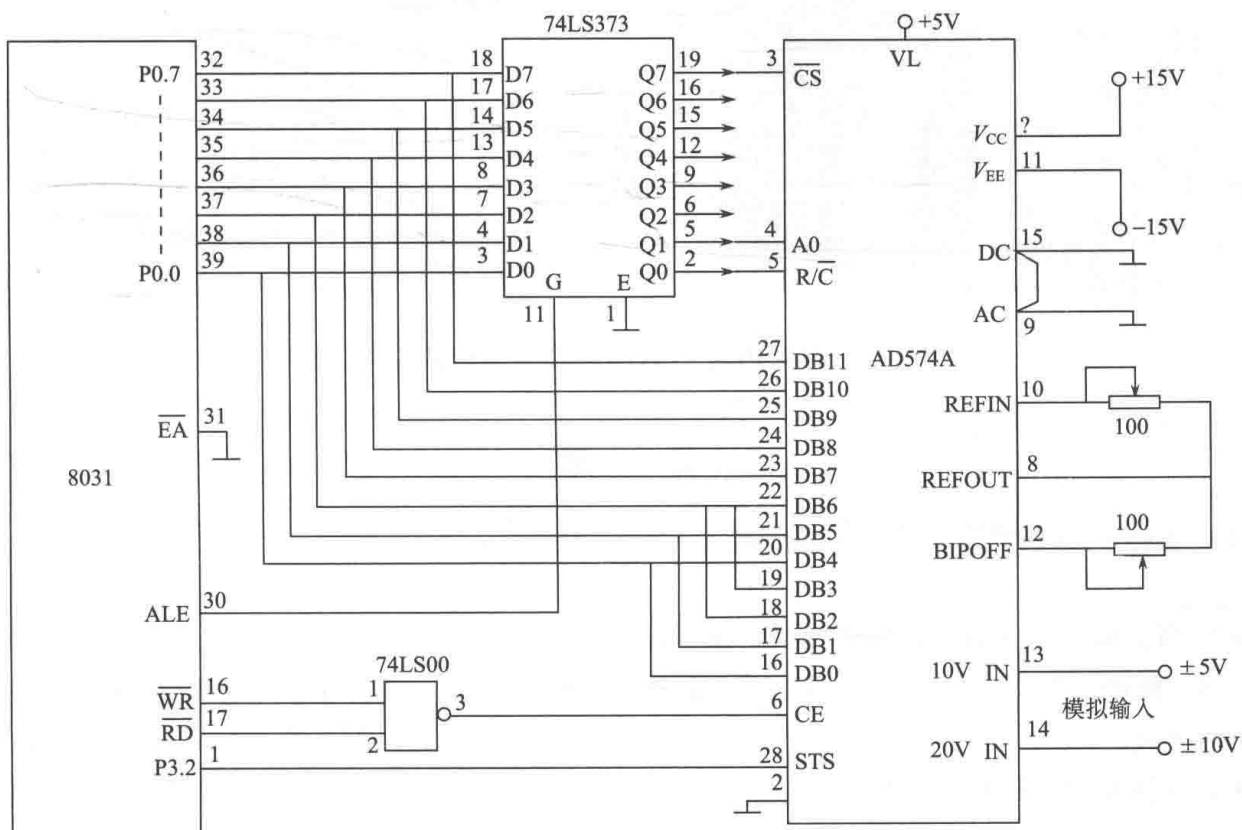 74LS373
+5V
VL
P0.7
32
33
34
35
36
37
38
39
P0.0
18
17
14
13
8
7
4
3
D7
D6
D5
D4
D3
D2
D1
D0
G
E
11
1
Q7
Q6
Q5
Q4
Q3
Q2
Q1
Q0
19
16
15
12
9
6
5
2
3
4
5
CS
A0
R/C
+15V
VCC
?
VEE
11
-15V
DC
15
AC
9
AD574A
27
26
25
24
23
22
21
20
19
18
17
16
DB11
DB10
DB9
DB8
DB7
DB6
DB5
DB4
DB3
DB2
DB1
DB0
REFIN
10
100
REFOUT
8
BIPOFF
12
100
EA
31
8031
ALE
30
WR
16
RD
17
P3.2
1
74LS00
1
2
3
6
CE
28
STS
2
10V IN
13
±5V
模拟输入
20V IN
14
±10V